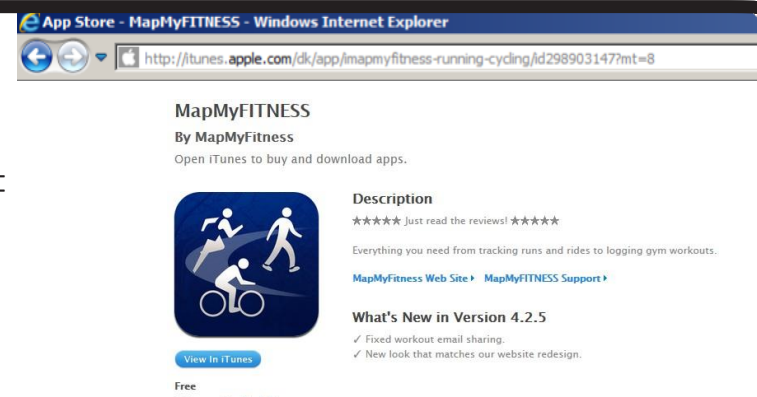 App Store - MapMyFITNESS - Windows Internet Explorer
http://itunes.apple.com/dk/app/imapmyfitness-running-cycling/id298903147?mt=8
MapMyFITNESS
By MapMyFitness
Open iTunes to buy and download apps.
Description
★★★★★ Just read the reviews! ★★★★★
Everything you need from tracking runs and rides to logging gym workouts.
MapMyFitness Web Site MapMyFITNESS Support
What's New in Version 4.2.5
✓ Fixed workout email sharing.
✓ New look that matches our website redesign.
View In iTunes
Free